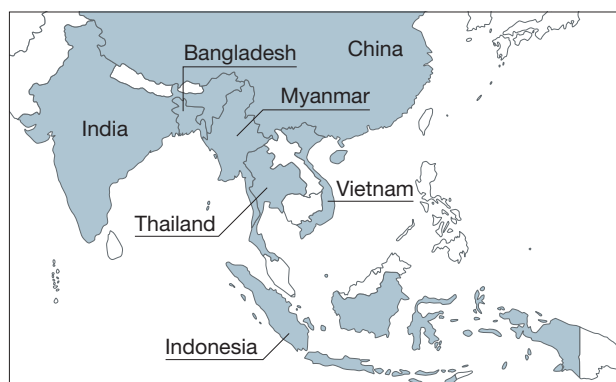 Bangladesh
China
Myanmar
India
Vietnam
Thailand
Indonesia